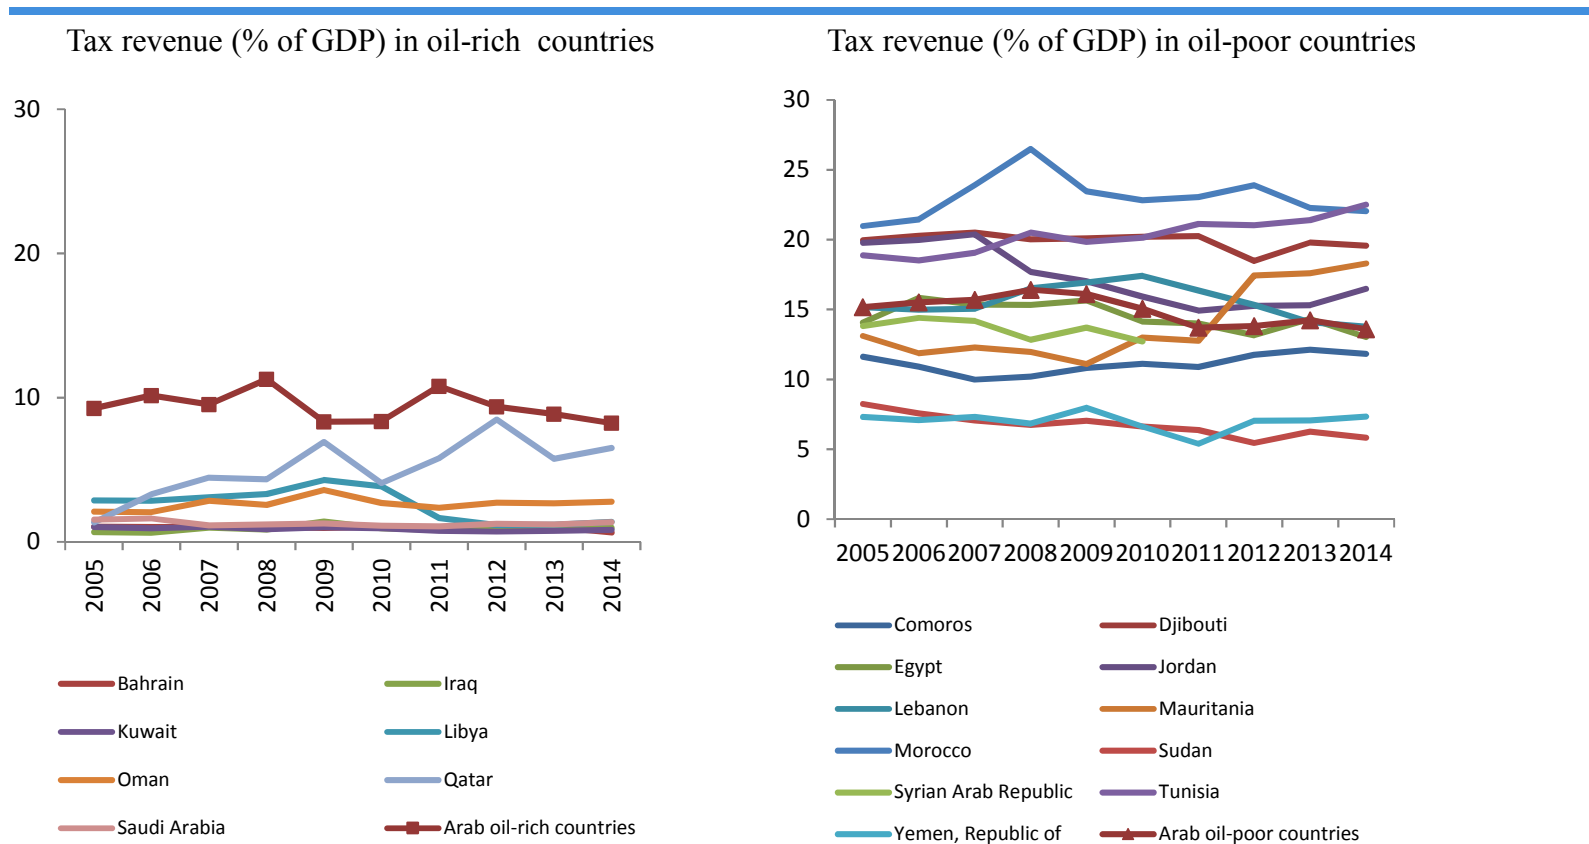 Tax revenue (% of GDP) in oil-rich countries
30
20
10
0
2005 2006 2007 2008 2009 2010 2011 2012 2013 2014
Bahrain Iraq
Kuwait Libya
Oman Qatar
Saudi Arabia Arab oil-rich countries
Tax revenue (% of GDP) in oil-poor countries
30
25
20
15
10
5
0
2005 2006 2007 2008 2009 2010 2011 2012 2013 2014
Comoros Djibouti
Egypt Jordan
Lebanon Mauritania
Morocco Sudan
Syrian Arab Republic Tunisia
Yemen, Republic of Arab oil-poor countries